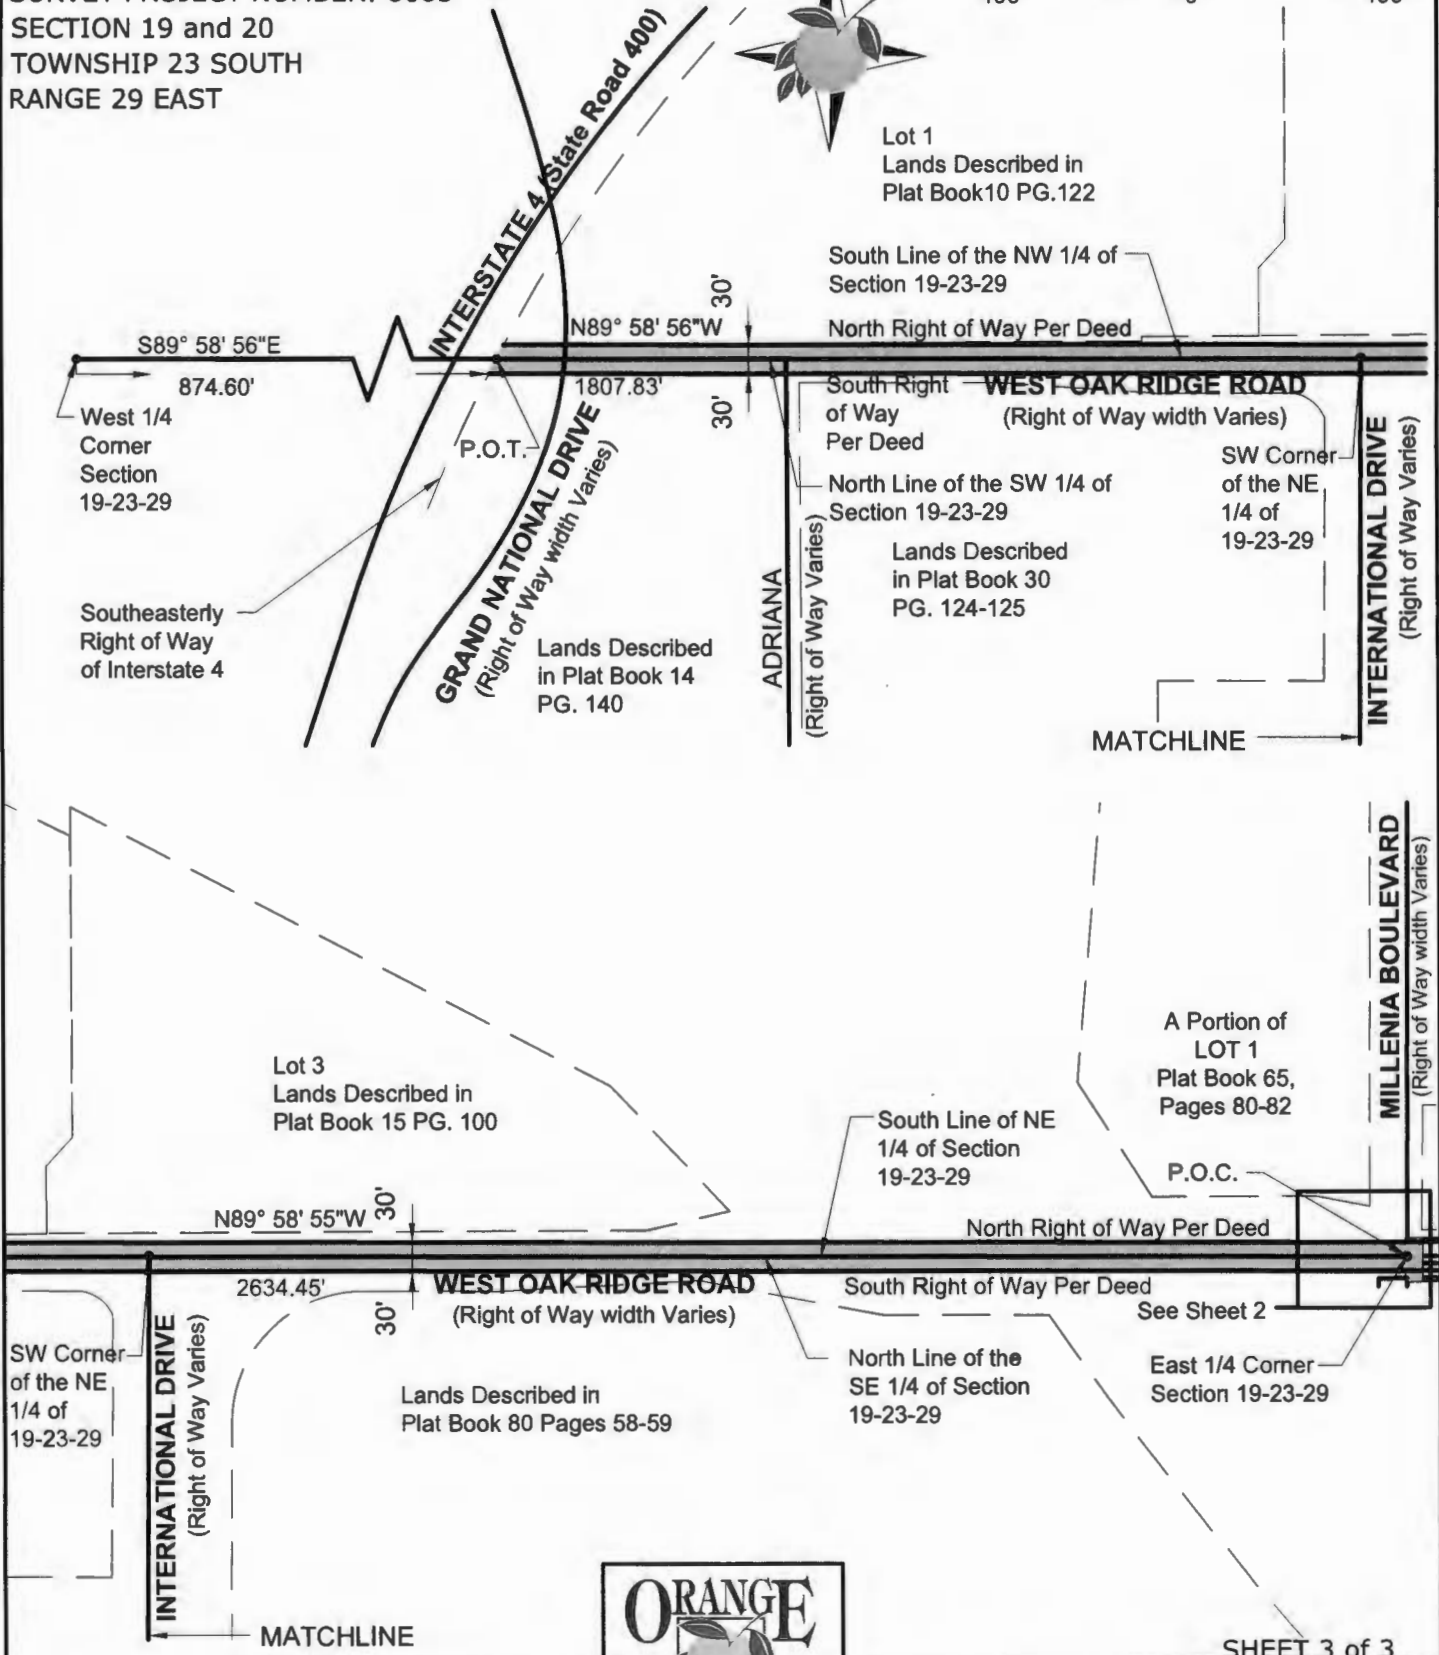 SECTION 19 and 20
TOWNSHIP 23 SOUTH
RANGE 29 EAST
INTERSTATE 4 (State Road 400)
Lot 1
Lands Described in
Plat Book10 PG.122
South Line of the NW 1/4 of
Section 19-23-29
30'
N89° 58' 56"W
North Right of Way Per Deed
S89° 58' 56"E
874.60'
1807.83'
30'
South Right
of Way
Per Deed
WEST OAK RIDGE ROAD
(Right of Way width Varies)
West 1/4
Corner
Section
19-23-29
P.O.T.
GRAND NATIONAL DRIVE
(Right of Way width Varies)
North Line of the SW 1/4 of
Section 19-23-29
SW Corner
of the NE
1/4 of
19-23-29
INTERNATIONAL DRIVE
(Right of Way Varies)
Lands Described
in Plat Book 30
PG. 124-125
ADRIANA
(Right of Way Varies)
Southeasterly
Right of Way
of Interstate 4
Lands Described
in Plat Book 14
PG. 140
MATCHLINE
MILLENIA BOULEVARD
(Right of Way width Varies)
A Portion of
LOT 1
Plat Book 65,
Pages 80-82
Lot 3
Lands Described in
Plat Book 15 PG. 100
South Line of NE
1/4 of Section
19-23-29
P.O.C.
N89° 58' 55"W
30'
North Right of Way Per Deed
2634.45'
30'
WEST OAK RIDGE ROAD
(Right of Way width Varies)
South Right of Way Per Deed
See Sheet 2
SW Corner
of the NE
1/4 of
19-23-29
INTERNATIONAL DRIVE
(Right of Way Varies)
North Line of the
SE 1/4 of Section
19-23-29
East 1/4 Corner
Section 19-23-29
Lands Described in
Plat Book 80 Pages 58-59
MATCHLINE
ORANGE
SHEET 3 of 3